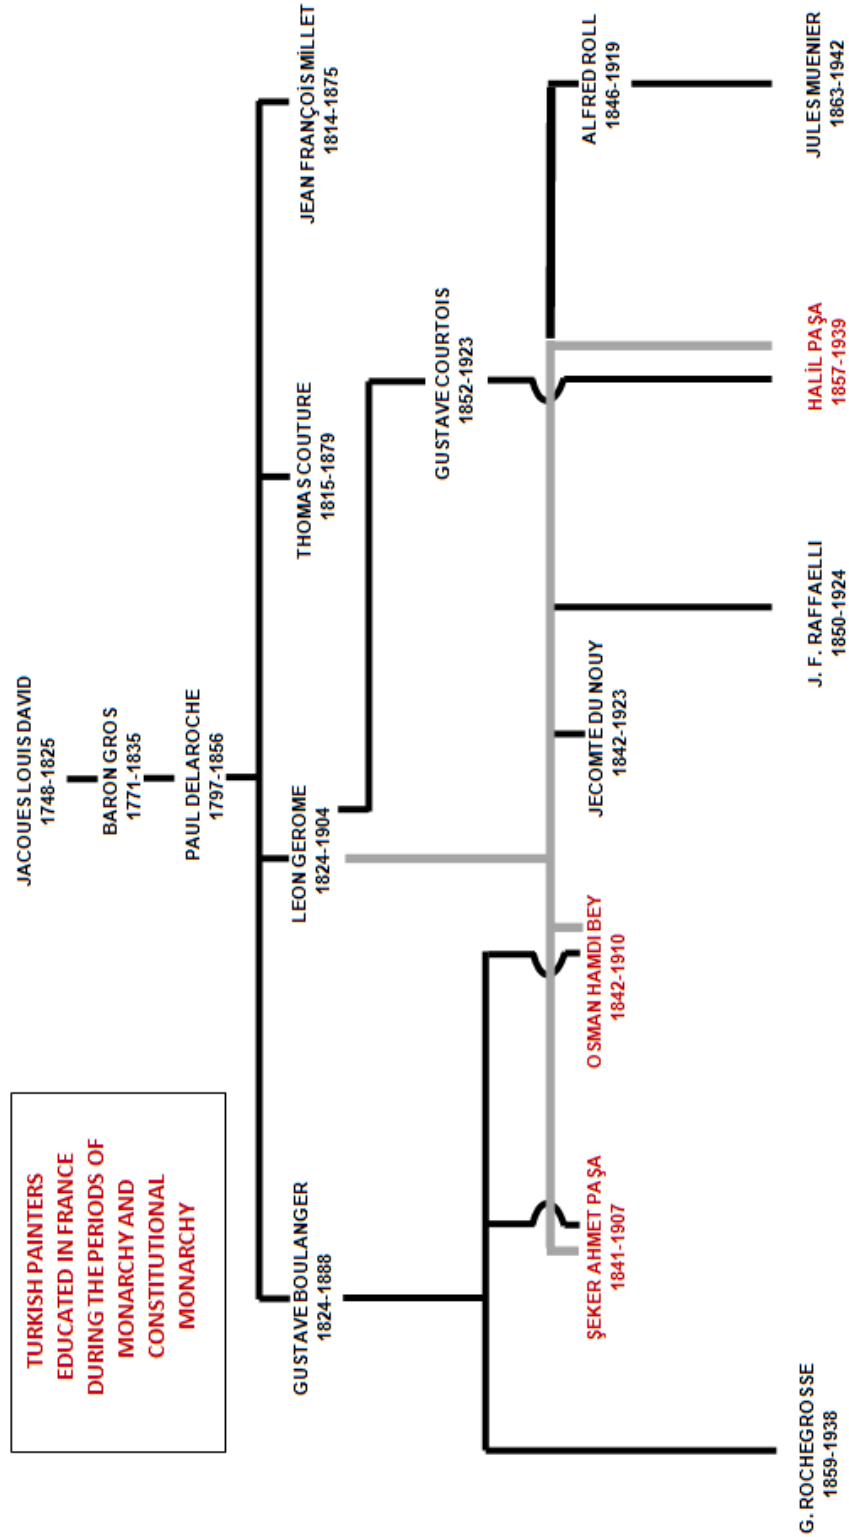 TURKISH PAINTERS
EDUCATED IN FRANCE
DURING THE PERIODS OF
MONARCHY AND
CONSTITUTIONAL
MONARCHY
JACOUES LOUIS DAVID
1748-1825
BARON GROS
1771-1835
PAUL DELAROCHE
1797-1856
GUSTAVE BOULANGER
1824-1888
LEON GEROME
1824-1904
THOMAS COUTURE
1815-1879
JEAN FRANÇOİS MİLLET
1814-1875
GUSTAVE COURTOIS
1852-1923
ŞEKER AHMET PAŞA
1841-1907
OSMAN HAMDI BEY
1842-1910
JECOMTE DU NOUY
1842-1923
ALFRED ROLL
1846-1919
G. ROCHEGROSSE
1859-1938
J. F. RAFFAELLI
1850-1924
HALİL PAŞA
1857-1939
JULES MUENIER
1863-1942